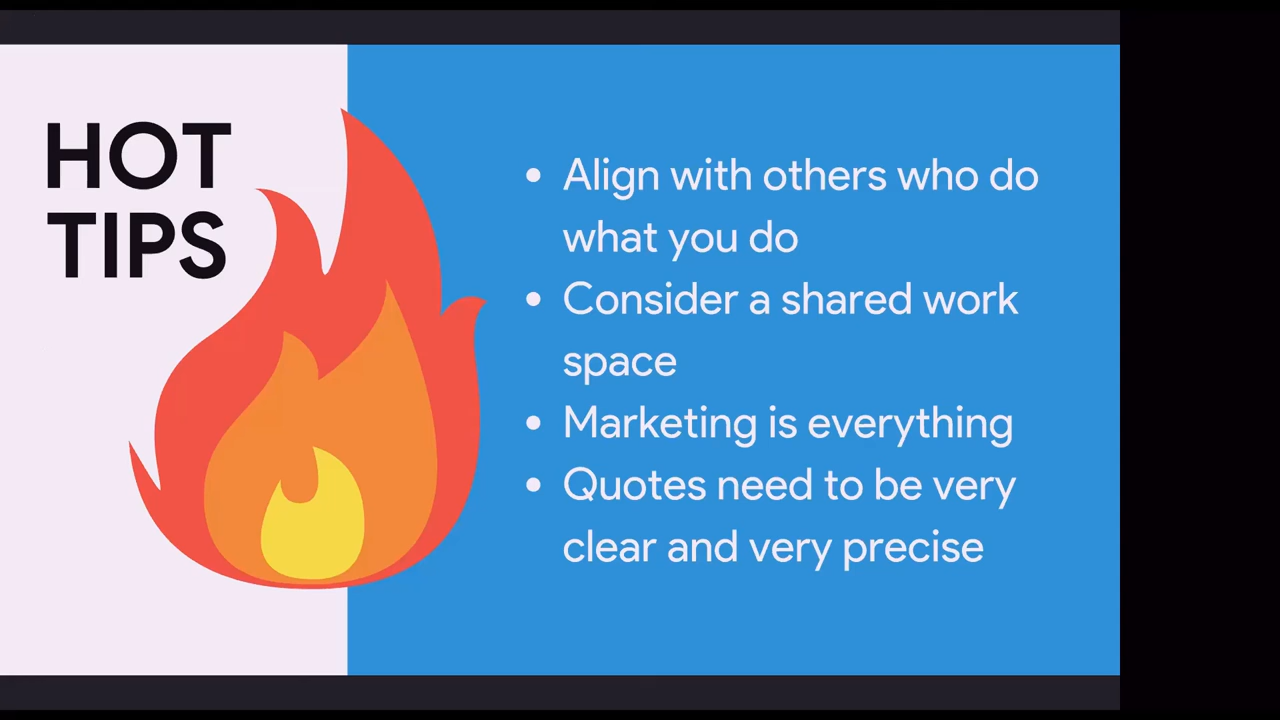 HOT
TIPS
• Align with others who do
what you do
• Consider a shared work
space
• Marketing is everything
• Quotes need to be very
clear and very precise